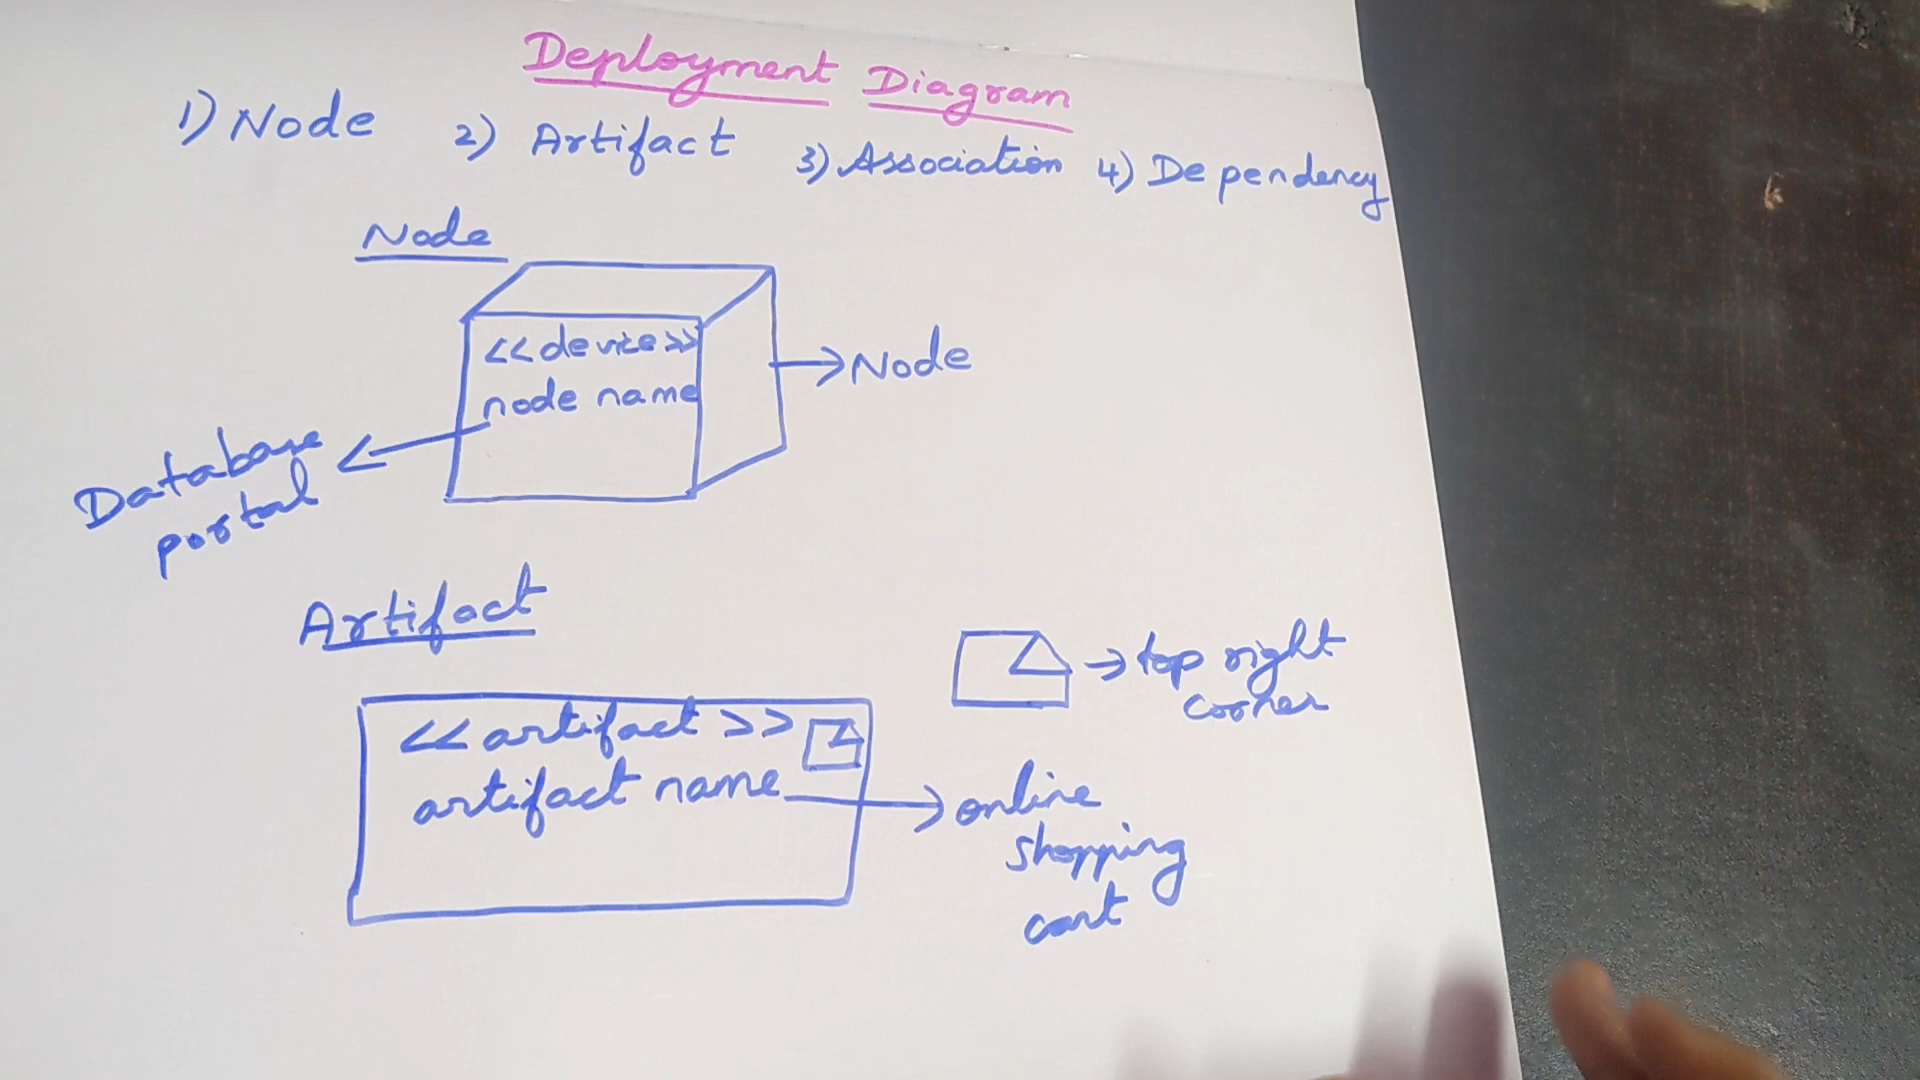 Deployment Diagram
1) Node 2) Artifact 3) Association 4) Dependency
Node
<<device>>
node name
→ Node
Database
portal
Artifact
→ top right
corner
<<artifact>>
artifact name
online
shopping
cart